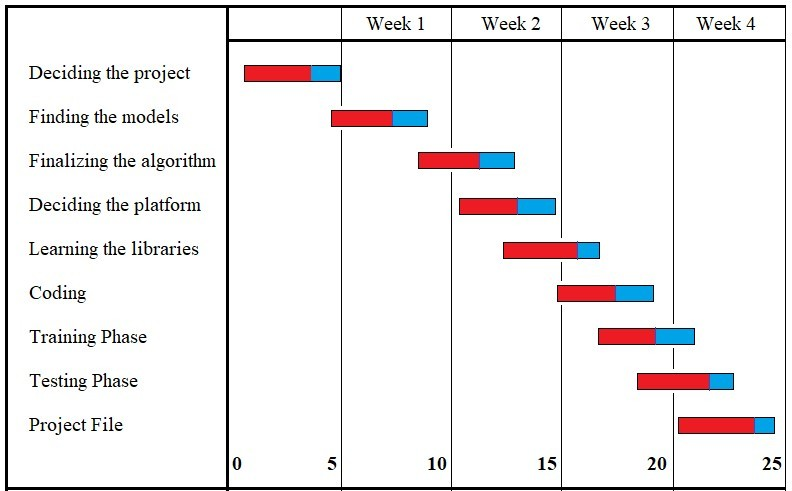 Week 1 Week 2 Week 3 Week 4
Deciding the project
Finding the models
Finalizing the algorithm
Deciding the platform
Learning the libraries
Coding
Training Phase
Testing Phase
Project File
0 5 10 15 20 25